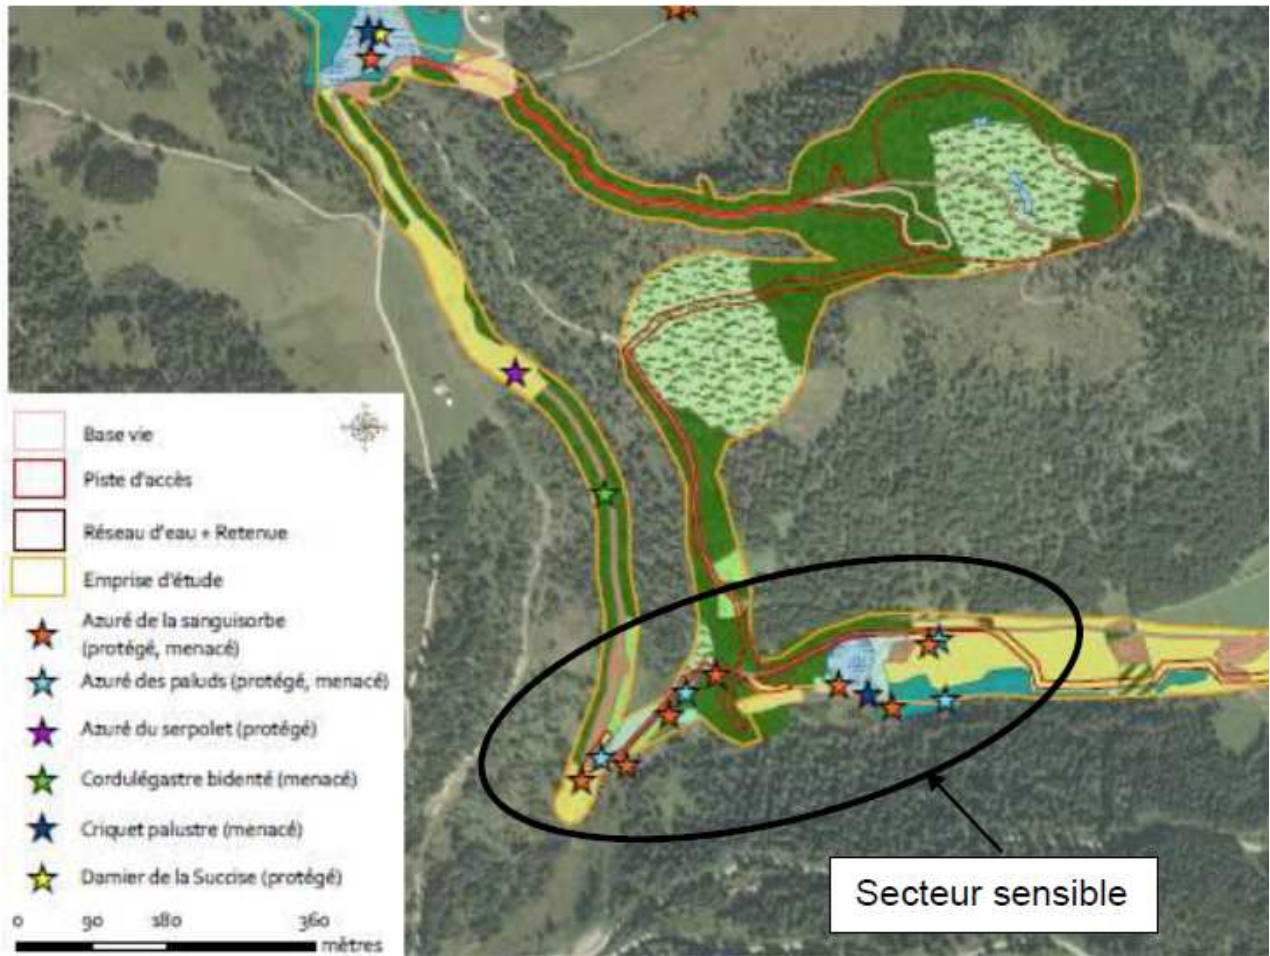 Base vie
Piste d'accès
Réseau d'eau + Retenue
Emprise d'étude
Azuré de la sanguisorbe
(protégé, menacé)
Azuré des paluds (protégé, menacé)
Azuré du serpolet (protégé)
Cordulégastre bidenté (menacé)
Criquet palustre (menacé)
Damier de la Succise (protégé)
0 90 180 360
mètres
Secteur sensible